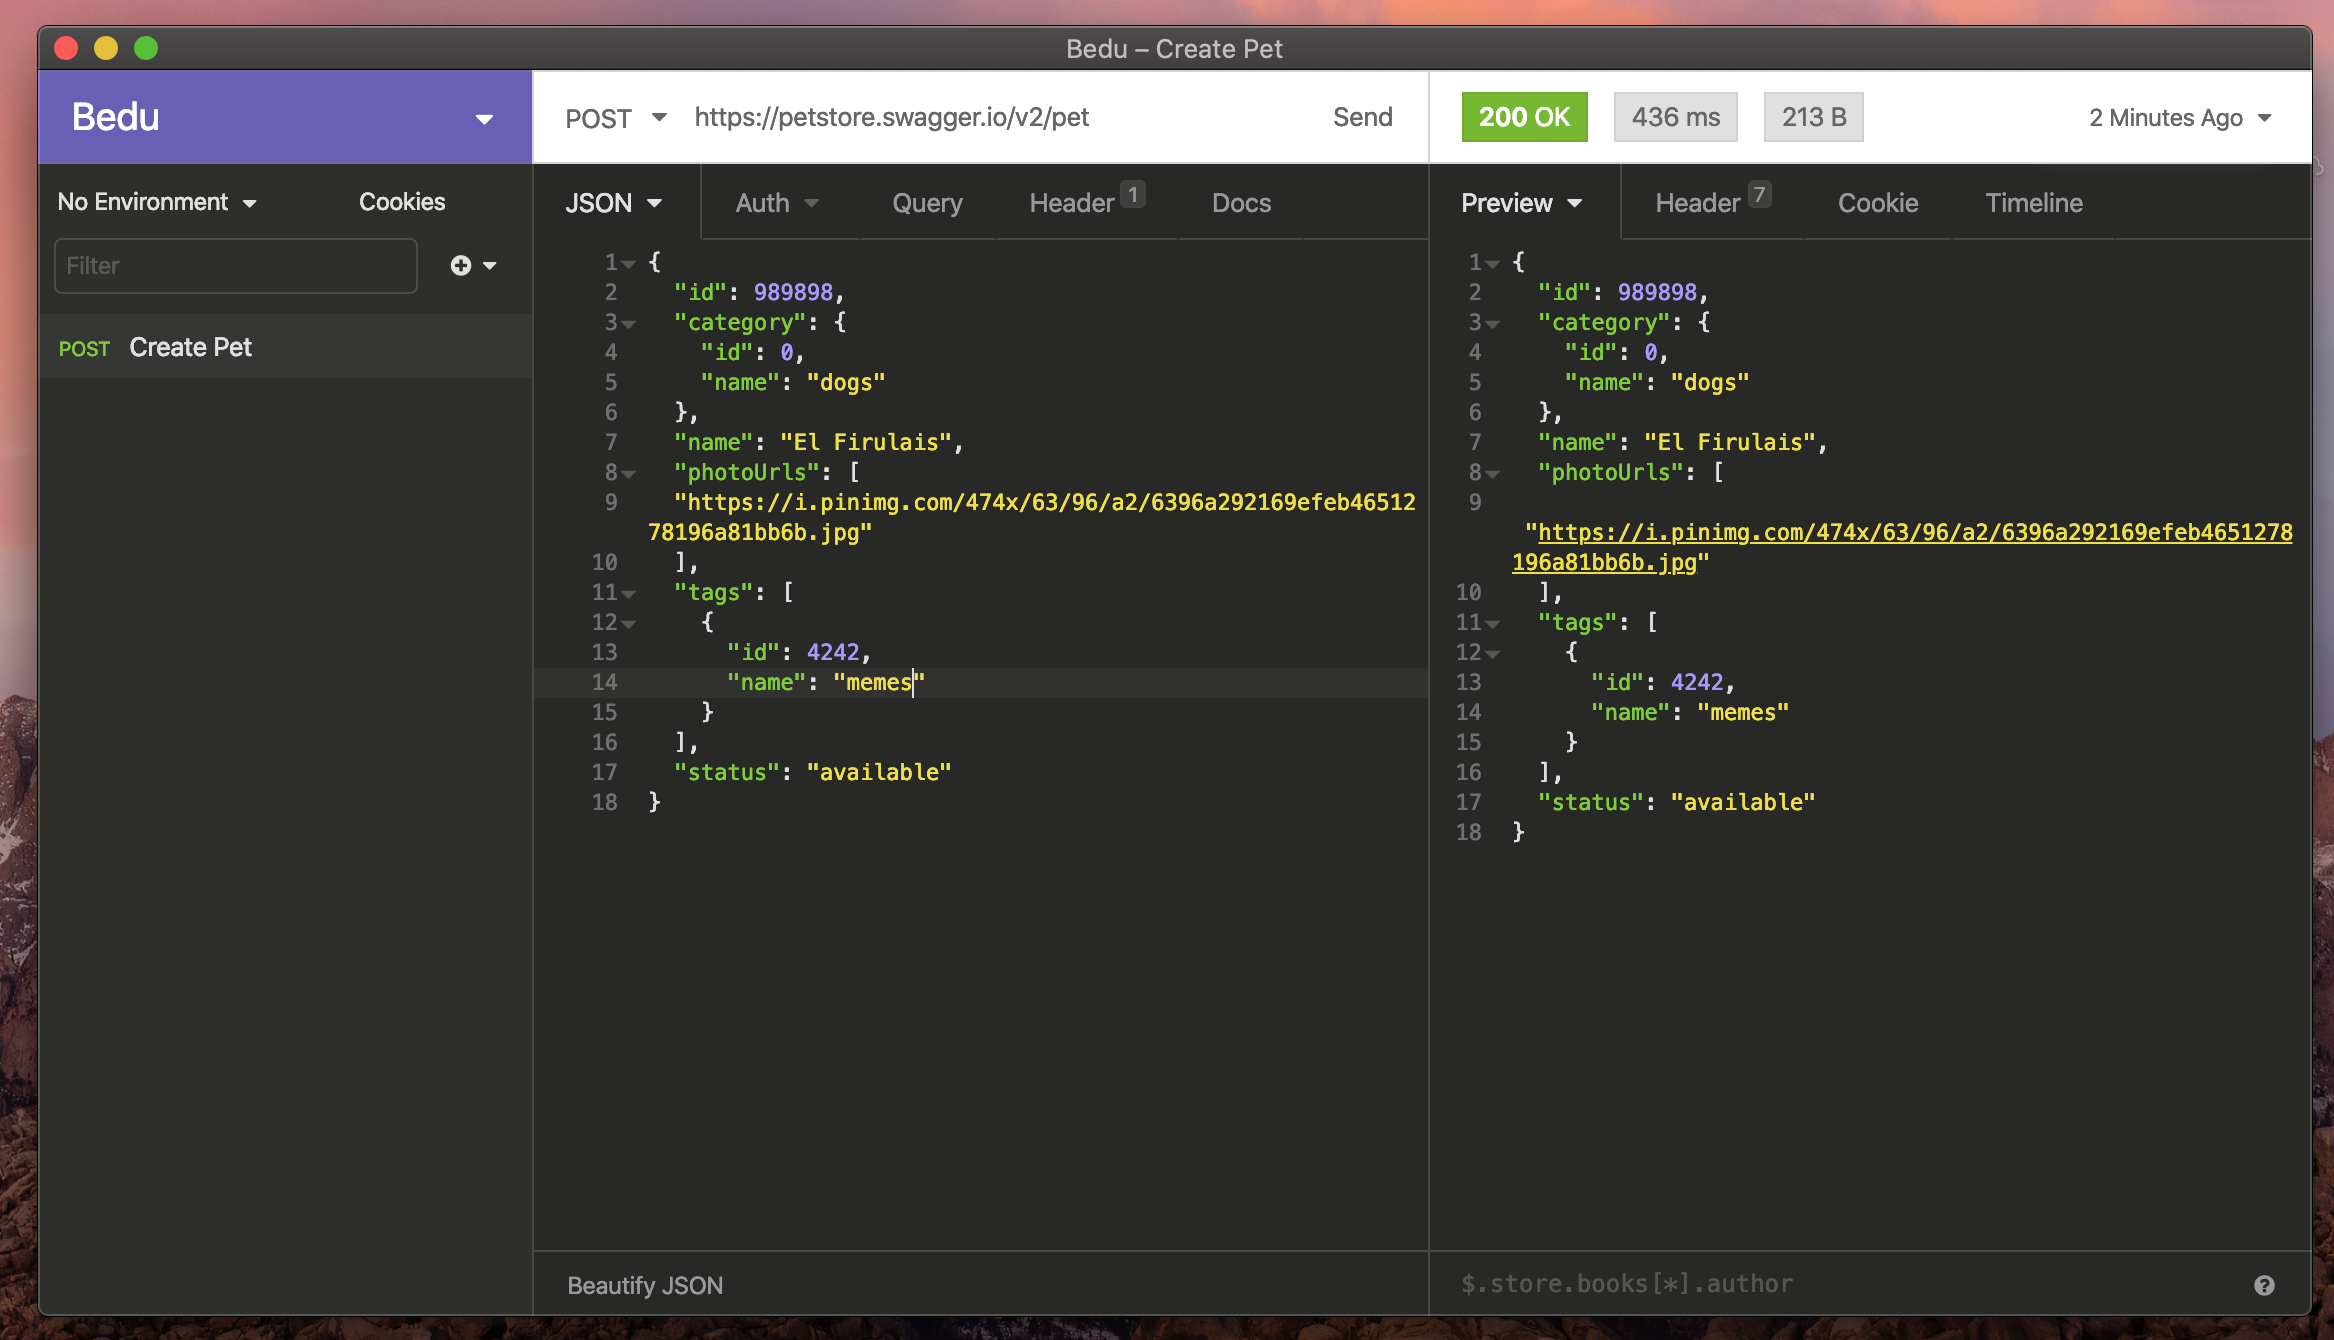 Bedu – Create Pet
Bedu
POST https://petstore.swagger.io/v2/pet Send
200 OK 436 ms 213 B 2 Minutes Ago
No Environment Cookies
Filter
POST Create Pet
JSON Auth Query Header 1 Docs
1 {
2 "id": 989898,
3 "category": {
4 "id": 0,
5 "name": "dogs"
6 },
7 "name": "El Firulais",
8 "photoUrls": [
9 "https://i.pinimg.com/474x/63/96/a2/6396a292169efeb46512
78196a81bb6b.jpg"
10 ],
11 "tags": [
12 {
13 "id": 4242,
14 "name": "memes"
15 }
16 ],
17 "status": "available"
18 }
Beautify JSON
Preview Header 7 Cookie Timeline
1 {
2 "id": 989898,
3 "category": {
4 "id": 0,
5 "name": "dogs"
6 },
7 "name": "El Firulais",
8 "photoUrls": [
9
"https://i.pinimg.com/474x/63/96/a2/6396a292169efeb4651278
196a81bb6b.jpg"
10 ],
11 "tags": [
12 {
13 "id": 4242,
14 "name": "memes"
15 }
16 ],
17 "status": "available"
18 }
$.store.books[*].author